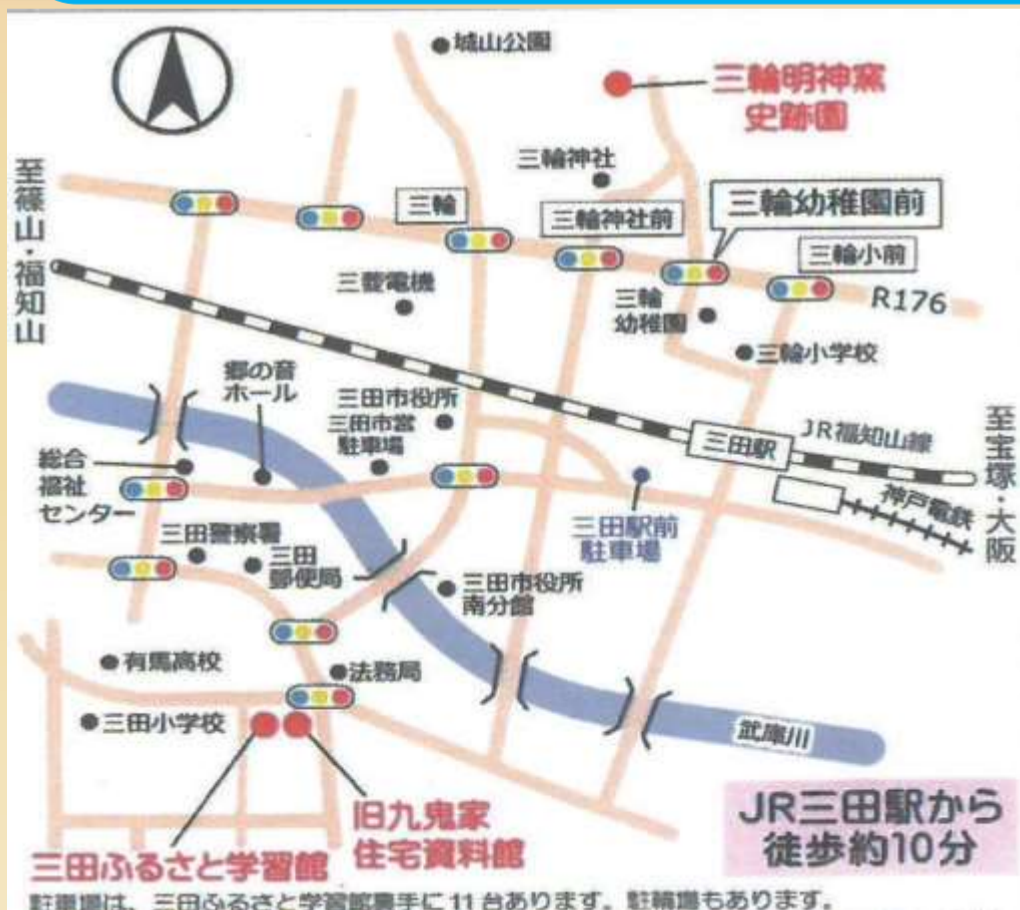 城山公園
三輪明神窯
史跡園
三輪神社
至篠山・福知山
三輪
三輪神社前
三輪幼稚園前
三輪小前
R176
三菱電機
三輪
幼稚園
三輪小学校
郷の音
ホール
三田市役所
三田市営
駐車場
三田駅
JR福知山線
至宝塚・大阪
神戸電鉄
総合
福祉
センター
三田駅前
駐車場
三田警察署
三田
郵便局
三田市役所
南分館
有馬高校
法務局
三田小学校
武庫川
旧九鬼家
住宅資料館
三田ふるさと学習館
JR三田駅から
徒歩約10分
駐車場は、三田ふるさと学習館裏手に11台あります。駐輪場もあります。